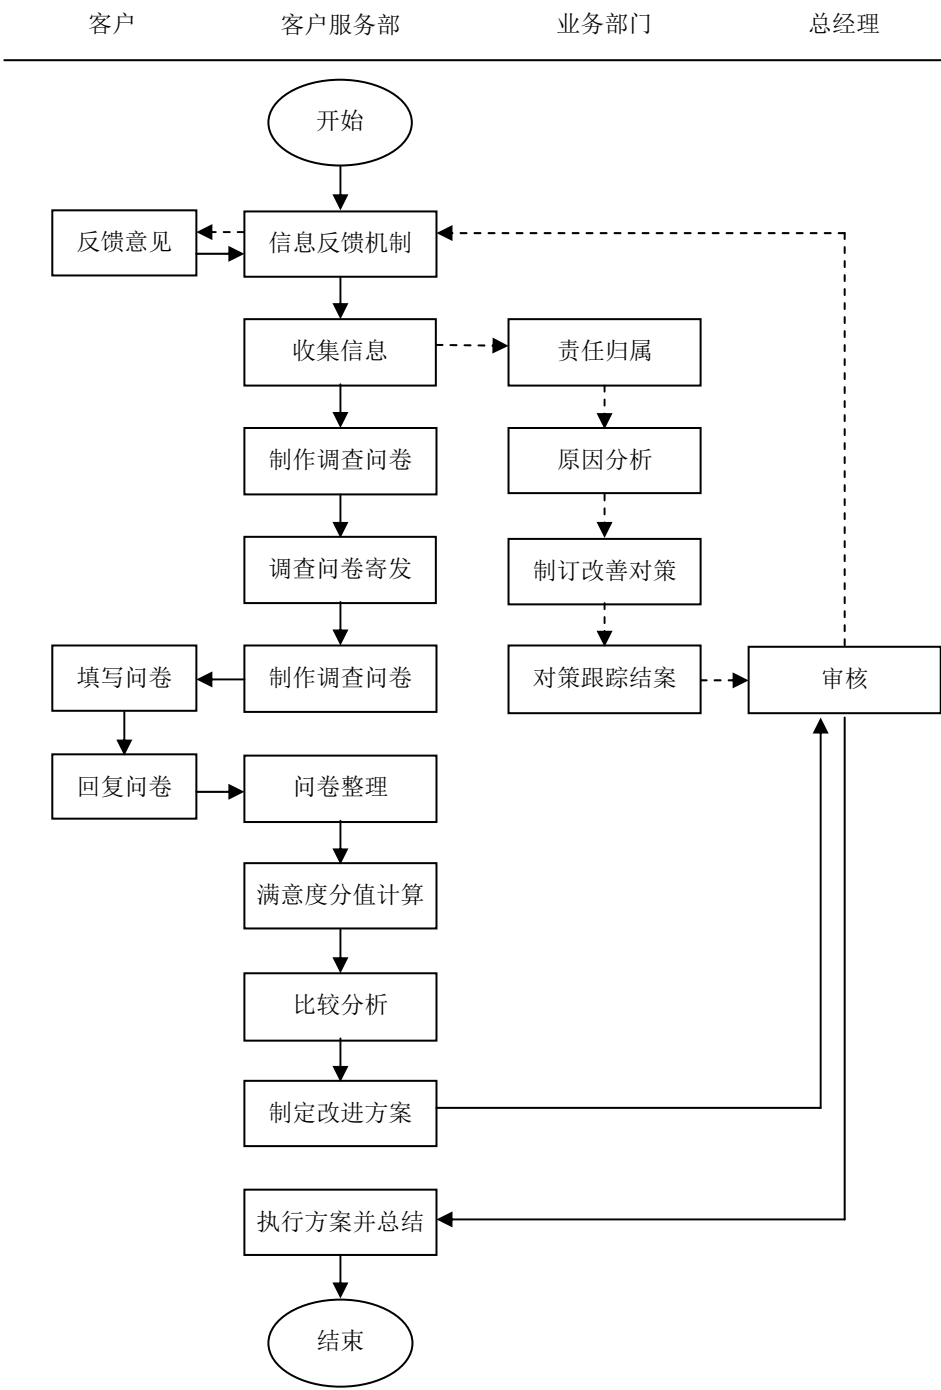 客户 客户服务部 业务部门 总经理
开始
反馈意见 信息反馈机制
收集信息 责任归属
制作调查问卷 原因分析
调查问卷寄发 制订改善对策
填写问卷 制作调查问卷 对策跟踪结案 审核
回复问卷 问卷整理
满意度分值计算
比较分析
制定改进方案
执行方案并总结
结束